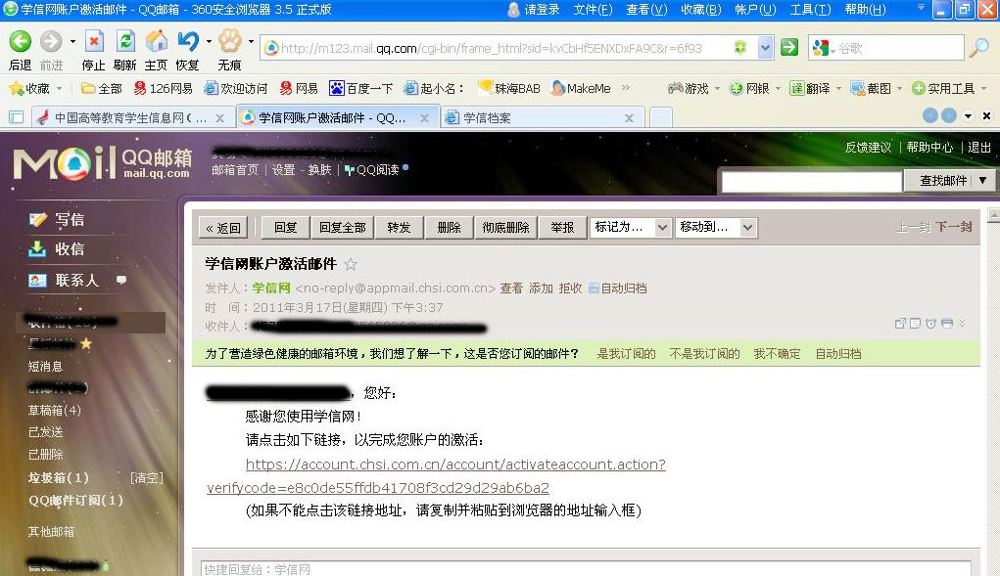 学信网账户激活邮件 - QQ邮箱 - 360安全浏览器 3.5 正式版
请登录 文件(F) 查看(V) 收藏(B) 帐户(U) 工具(T) 帮助(H)
http://m123.mail.qq.com/cgi-bin/frame_html?sid=kvCbHf5ENXDxFA9C&r=6f93
谷歌
后退 前进 停止 刷新 主页 恢复 无痕
收藏 全部 126网易 欢迎访问 网易 百度一下 起小名： 珠海BAB MakeMe » 游戏 网银 翻译 截图 实用工具
中国高等教育学生信息网( ... 学信网账户激活邮件 - QQ... 学信档案
Mail QQ邮箱
mail.qq.com
邮箱首页 | 设置 - 换肤 | QQ阅读
反馈建议 | 帮助中心 | 退出
查找邮件
写信
收信
联系人
短消息
草稿箱(4)
已发送
已删除
垃圾箱(1) [清空]
QQ邮件订阅(1)
其他邮箱
« 返回 回复 回复全部 转发 删除 彻底删除 举报 标记为... 移动到... 上一封 下一封
学信网账户激活邮件
发件人：学信网 <no-reply@appmail.chsi.com.cn> 查看 添加 拒收 自动归档
时 间：2011年3月17日(星期四) 下午3:37
收件人：
为了营造绿色健康的邮箱环境，我们想了解一下，这是否您订阅的邮件？ 是我订阅的 不是我订阅的 我不确定 自动归档
，您好：
感谢您使用学信网！
请点击如下链接，以完成您账户的激活：
https://account.chsi.com.cn/account/activateaccount.action?
verifycode=e8c0de55ffdb41708f3cd29d29ab6ba2
(如果不能点击该链接地址，请复制并粘贴到浏览器的地址输入框)
快捷回复给：学信网